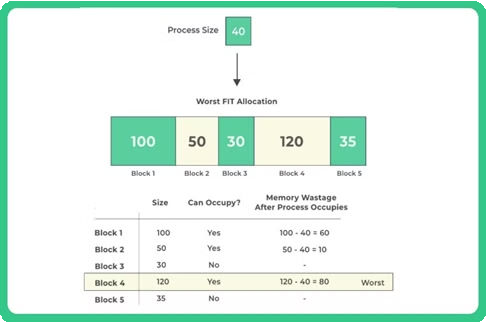 Process Size 40
Worst FIT Allocation
100 50 30 120 35
Block 1 Block 2 Block 3 Block 4 Block 5
Size Can Occupy? Memory Wastage
After Process Occupies
Block 1 100 Yes 100 - 40 = 60
Block 2 50 Yes 50 - 40 = 10
Block 3 30 No -
Block 4 120 Yes 120 - 40 = 80 Worst
Block 5 35 No -